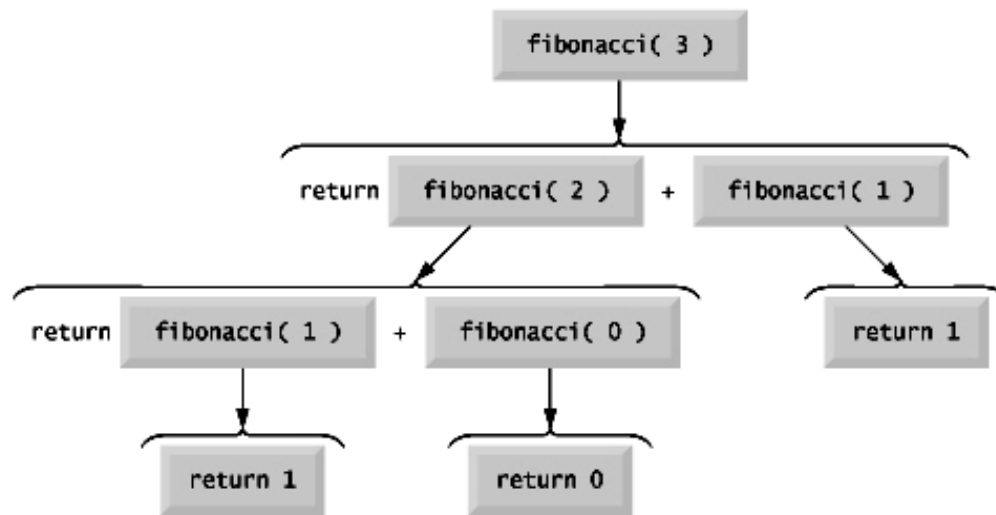 fibonacci( 3 )
return fibonacci( 2 ) + fibonacci( 1 )
return fibonacci( 1 ) + fibonacci( 0 ) return 1
return 1 return 0